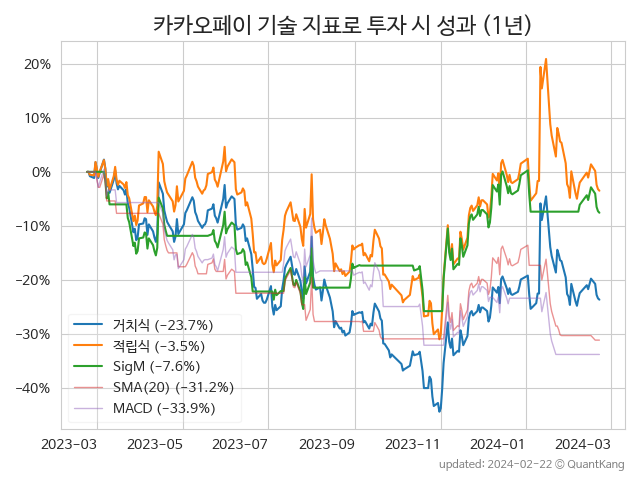 카카오페이 기술 지표로 투자 시 성과 (1년)
20%
10%
0%
−10%
−20%
−30%
−40%
거치식 (−23.7%)
적립식 (−3.5%)
SigM (−7.6%)
SMA(20) (−31.2%)
MACD (−33.9%)
2023-03 2023-05 2023-07 2023-09 2023-11 2024-01 2024-03
updated: 2024-02-22 © QuantKang